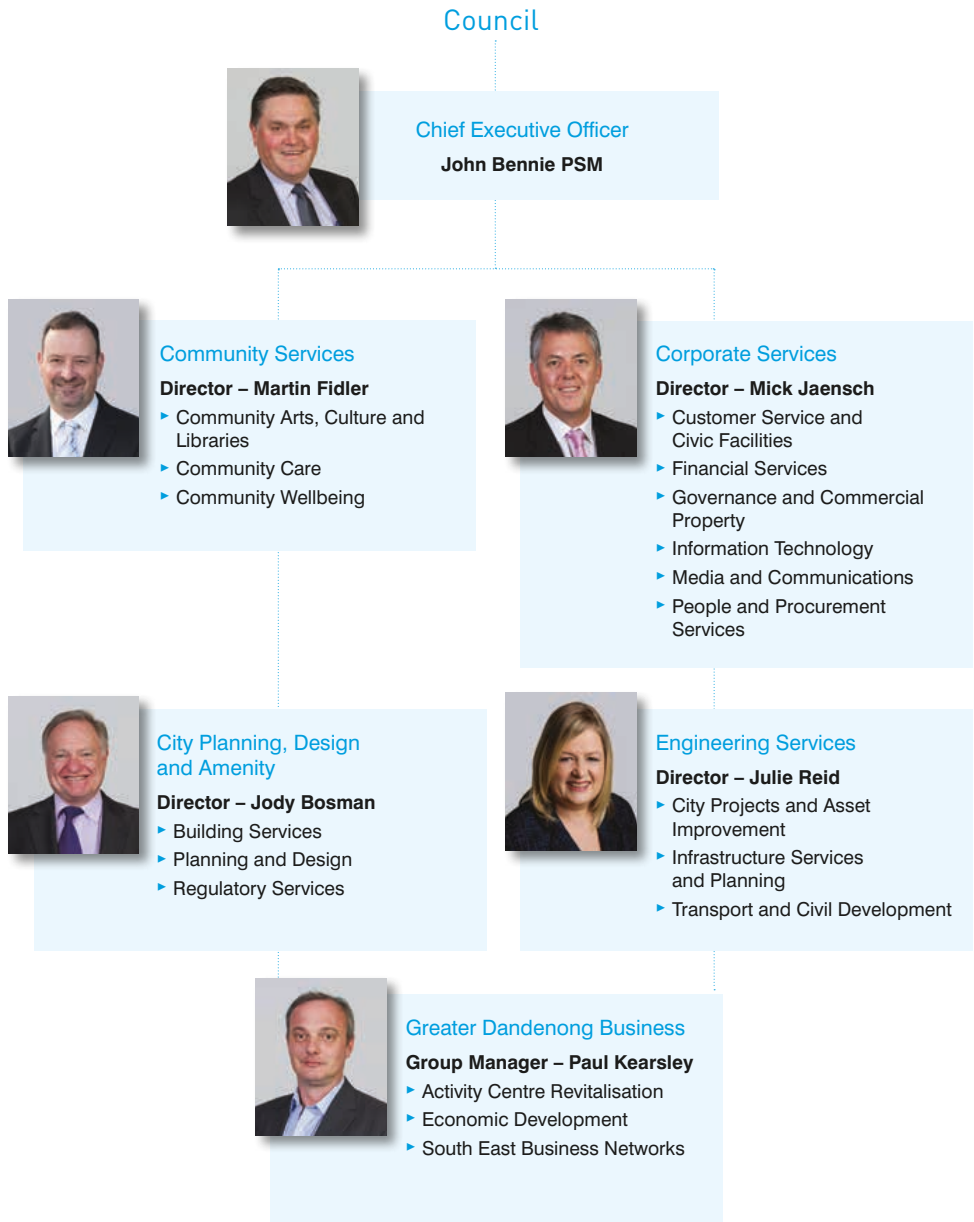 Council
Chief Executive Officer
John Bennie PSM
Community Services
Director – Martin Fidler
▸ Community Arts, Culture and
Libraries
▸ Community Care
▸ Community Wellbeing
Corporate Services
Director – Mick Jaensch
▸ Customer Service and
Civic Facilities
▸ Financial Services
▸ Governance and Commercial
Property
▸ Information Technology
▸ Media and Communications
▸ People and Procurement
Services
City Planning, Design
and Amenity
Director – Jody Bosman
▸ Building Services
▸ Planning and Design
▸ Regulatory Services
Engineering Services
Director – Julie Reid
▸ City Projects and Asset
Improvement
▸ Infrastructure Services
and Planning
▸ Transport and Civil Development
Greater Dandenong Business
Group Manager – Paul Kearsley
▸ Activity Centre Revitalisation
▸ Economic Development
▸ South East Business Networks